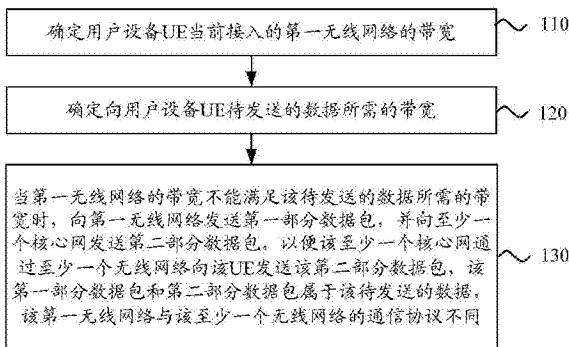 确定用户设备UE当前接入的第一无线网络的带宽
110
确定向用户设备UE待发送的数据所需的带宽
120
当第一无线网络的带宽不能满足该待发送的数据所需的带
宽时，向第一无线网络发送第一部分数据包，并向至少一
个核心网发送第二部分数据包，以便该至少一个核心网通
过至少一个无线网络向该UE发送该第二部分数据包，该
第一部分数据包和第二部分数据包属于该待发送的数据，
该第一无线网络与该至少一个无线网络的通信协议不同
130